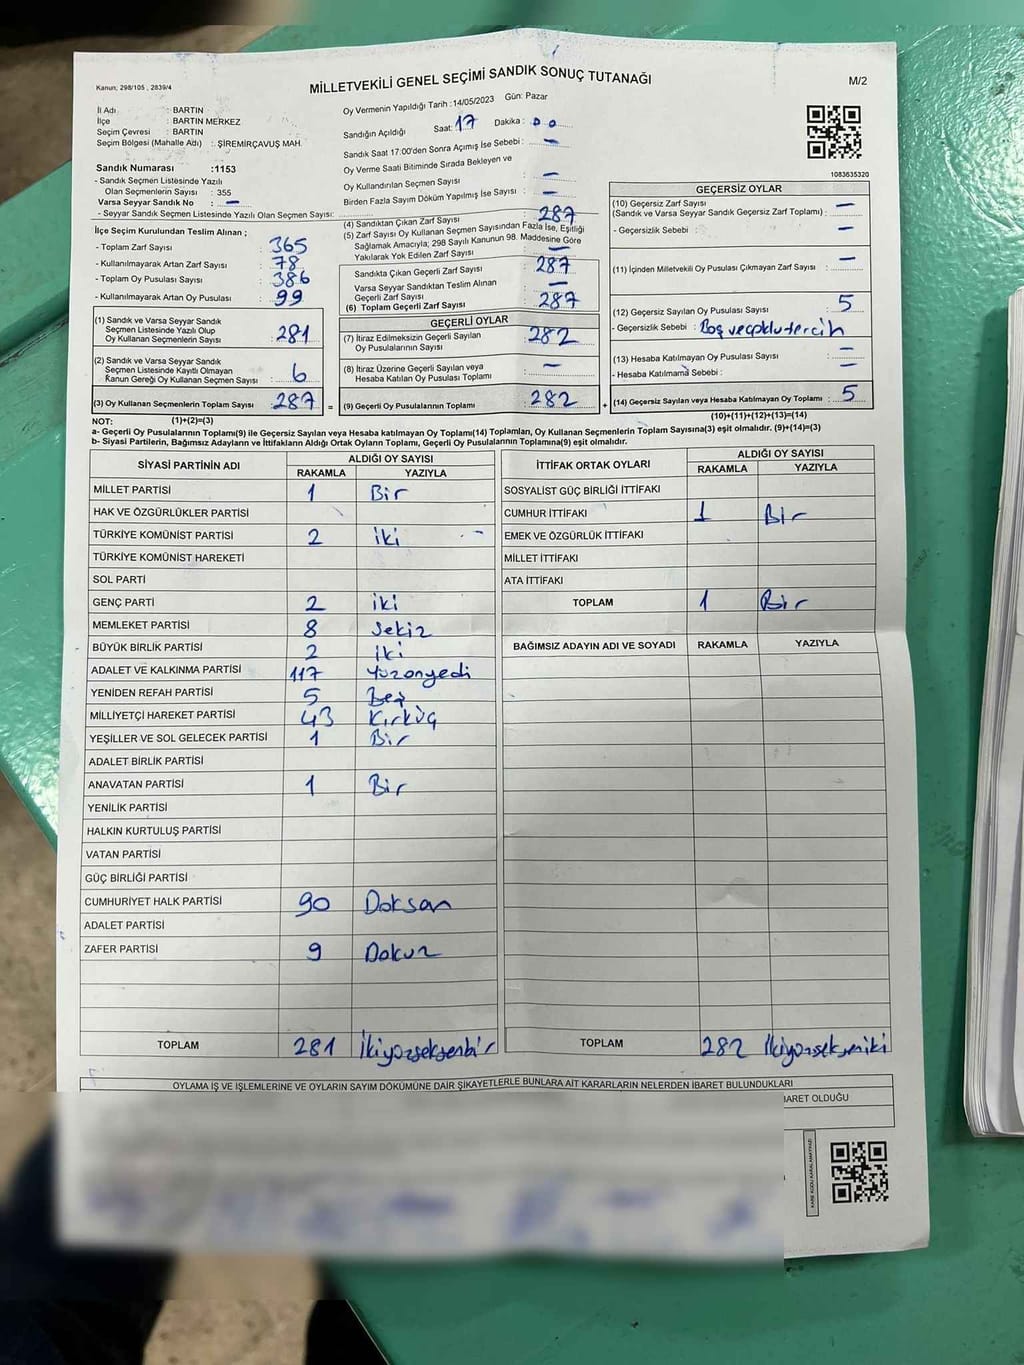 MİLLETVEKİLİ GENEL SEÇİMİ SANDIK SONUÇ TUTANAĞI
M/2
Kanun; 298/105 , 2839/4
İl Adı : BARTIN
İlçe : BARTIN MERKEZ
Seçim Çevresi : BARTIN
Seçim Bölgesi (Mahalle Adı) : ŞİREMİRÇAVUŞ MAH.
Sandık Numarası :1153
- Sandık Seçmen Listesinde Yazılı
Olan Seçmenlerin Sayısı : 355
Varsa Seyyar Sandık No : —
- Seyyar Sandık Seçmen Listesinde Yazılı Olan Seçmen Sayısı:
Oy Vermenin Yapıldığı Tarih :14/05/2023 Gün: Pazar
Sandığın Açıldığı Saat: 17 Dakika : 00
Sandık Saat 17:00'den Sonra Açımış İse Sebebi : —
Oy Verme Saati Bitiminde Sırada Bekleyen ve
Oy Kullandırılan Seçmen Sayısı : —
Birden Fazla Sayım Döküm Yapılmış İse Sayısı : —
1083635320
İlçe Seçim Kurulundan Teslim Alınan ;
- Toplam Zarf Sayısı : 365
- Kullanılmayarak Artan Zarf Sayısı : 78
- Toplam Oy Pusulası Sayısı : 386
- Kullanılmayarak Artan Oy Pusulası : 99
(1) Sandık ve Varsa Seyyar Sandık
Seçmen Listesinde Yazılı Olup
Oy Kullanan Seçmenlerin Sayısı : 281
(2) Sandık ve Varsa Seyyar Sandık
Seçmen Listesinde Kayıtlı Olmayan
Kanun Gereği Oy Kullanan Seçmen Sayısı : 6
(3) Oy Kullanan Seçmenlerin Toplam Sayısı : 287
(4) Sandıktan Çıkan Zarf Sayısı : 287
(5) Zarf Sayısı Oy Kullanan Seçmen Sayısından Fazla İse, Eşitliği
Sağlamak Amacıyla; 298 Sayılı Kanunun 98. Maddesine Göre
Yakılarak Yok Edilen Zarf Sayısı : —
Sandıkta Çıkan Geçerli Zarf Sayısı : 287
Varsa Seyyar Sandıktan Teslim Alınan
Geçerli Zarf Sayısı : —
(6) Toplam Geçerli Zarf Sayısı : 287
GEÇERLİ OYLAR
(7) İtiraz Edilmeksizin Geçerli Sayılan
Oy Pusulalarının Sayısı : 282
(8) İtiraz Üzerine Geçerli Sayılan veya
Hesaba Katılan Oy Pusulası Toplamı : —
= (9) Geçerli Oy Pusulalarının Toplamı : 282
GEÇERSİZ OYLAR
(10) Geçersiz Zarf Sayısı
(Sandık ve Varsa Seyyar Sandık Geçersiz Zarf Toplamı) : —
- Geçersizlik Sebebi : —
(11) İçinden Milletvekili Oy Pusulası Çıkmayan Zarf Sayısı : —
(12) Geçersiz Sayılan Oy Pusulası Sayısı : 5
- Geçersizlik Sebebi : Boş ve çoklu tercih
(13) Hesaba Katılmayan Oy Pusulası Sayısı : —
- Hesaba Katılmama Sebebi : —
+ (14) Geçersiz Sayılan veya Hesaba Katılmayan Oy Toplamı : 5
NOT: (1)+(2)=(3)
(10)+(11)+(12)+(13)=(14)
a- Geçerli Oy Pusulalarının Toplamı(9) ile Geçersiz Sayılan veya Hesaba Katılmayan Oy Toplamı(14) Toplamları, Oy Kullanan Seçmenlerin Toplam Sayısına(3) eşit olmalıdır. (9)+(14)=(3)
b- Siyasi Partilerin, Bağımsız Adayların ve İttifakların Aldığı Ortak Oyların Toplamı, Geçerli Oy Pusulalarının Toplamına(9) eşit olmalıdır.
SİYASİ PARTİNİN ADI ALDIĞI OY SAYISI
RAKAMLA YAZIYLA
MİLLET PARTİSİ 1 Bir
HAK VE ÖZGÜRLÜKLER PARTİSİ
TÜRKİYE KOMÜNİST PARTİSİ 2 iki
TÜRKİYE KOMÜNİST HAREKETİ
SOL PARTİ
GENÇ PARTİ 2 iki
MEMLEKET PARTİSİ 8 Sekiz
BÜYÜK BİRLİK PARTİSİ 2 iki
ADALET VE KALKINMA PARTİSİ 117 Yüzonyedi
YENİDEN REFAH PARTİSİ 5 Beş
MİLLİYETÇİ HAREKET PARTİSİ 43 Kırküç
YEŞİLLER VE SOL GELECEK PARTİSİ 1 Bir
ADALET BİRLİK PARTİSİ
ANAVATAN PARTİSİ 1 Bir
YENİLİK PARTİSİ
HALKIN KURTULUŞ PARTİSİ
VATAN PARTİSİ
GÜÇ BİRLİĞİ PARTİSİ
CUMHURİYET HALK PARTİSİ 90 Doksan
ADALET PARTİSİ
ZAFER PARTİSİ 9 Dokuz
TOPLAM 281 İkiyüzseksenbir
İTTİFAK ORTAK OYLARI ALDIĞI OY SAYISI
RAKAMLA YAZIYLA
SOSYALİST GÜÇ BİRLİĞİ İTTİFAKI
CUMHUR İTTİFAKI 1 Bir
EMEK VE ÖZGÜRLÜK İTTİFAKI
MİLLET İTTİFAKI
ATA İTTİFAKI
TOPLAM 1 Bir
BAĞIMSIZ ADAYIN ADI VE SOYADI RAKAMLA YAZIYLA
TOPLAM 282 İkiyüzsekseniki
OYLAMA İŞ VE İŞLEMLERİNE VE OYLARIN SAYIM DÖKÜMÜNE DAİR ŞİKAYETLERLE BUNLARA AİT KARARLARIN NELERDEN İBARET BULUNDUKLARI
BARET OLDUĞU